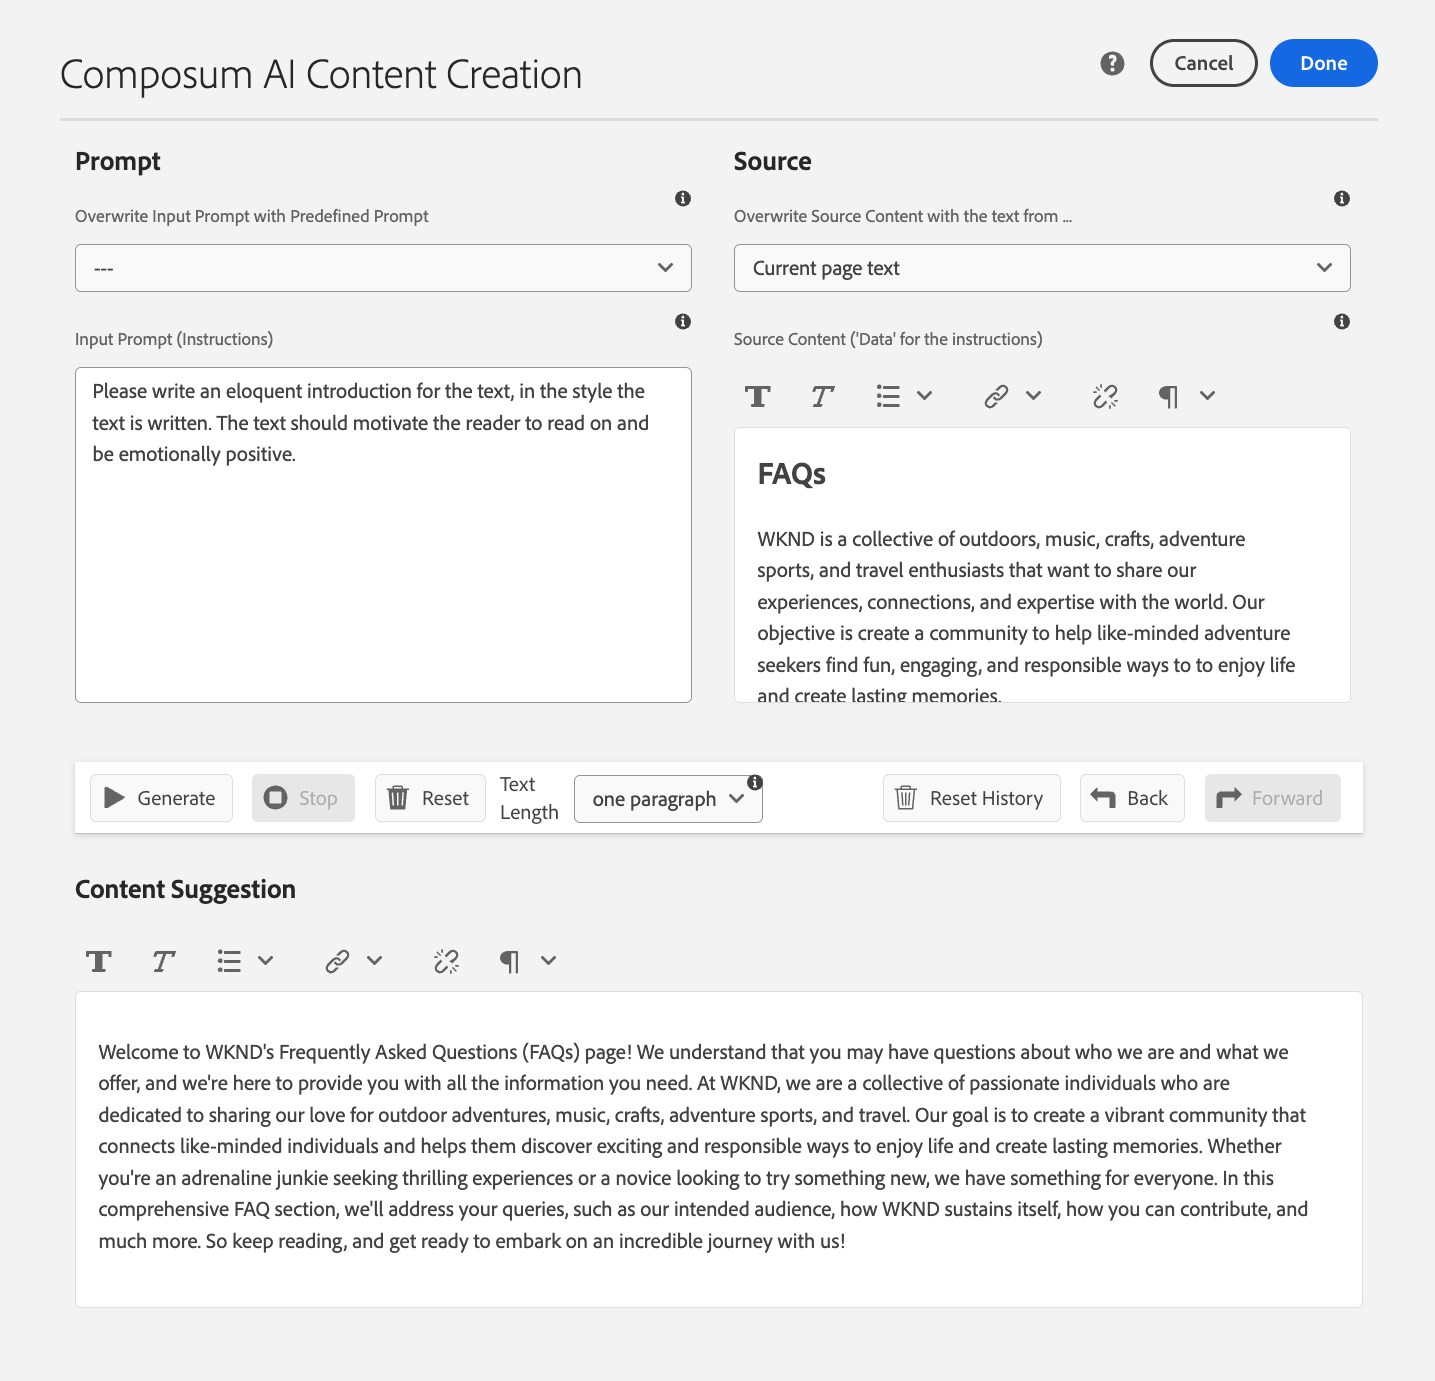 Composum AI Content Creation
Cancel
Done
Prompt
Overwrite Input Prompt with Predefined Prompt
---
Input Prompt (Instructions)
Please write an eloquent introduction for the text, in the style the
text is written. The text should motivate the reader to read on and
be emotionally positive.
Source
Overwrite Source Content with the text from ...
Current page text
Source Content ('Data' for the instructions)
FAQs
WKND is a collective of outdoors, music, crafts, adventure
sports, and travel enthusiasts that want to share our
experiences, connections, and expertise with the world. Our
objective is create a community to help like-minded adventure
seekers find fun, engaging, and responsible ways to to enjoy life
and create lasting memories.
Generate
Stop
Reset
Text
Length
one paragraph
Reset History
Back
Forward
Content Suggestion
Welcome to WKND's Frequently Asked Questions (FAQs) page! We understand that you may have questions about who we are and what we
offer, and we're here to provide you with all the information you need. At WKND, we are a collective of passionate individuals who are
dedicated to sharing our love for outdoor adventures, music, crafts, adventure sports, and travel. Our goal is to create a vibrant community that
connects like-minded individuals and helps them discover exciting and responsible ways to enjoy life and create lasting memories. Whether
you're an adrenaline junkie seeking thrilling experiences or a novice looking to try something new, we have something for everyone. In this
comprehensive FAQ section, we'll address your queries, such as our intended audience, how WKND sustains itself, how you can contribute, and
much more. So keep reading, and get ready to embark on an incredible journey with us!